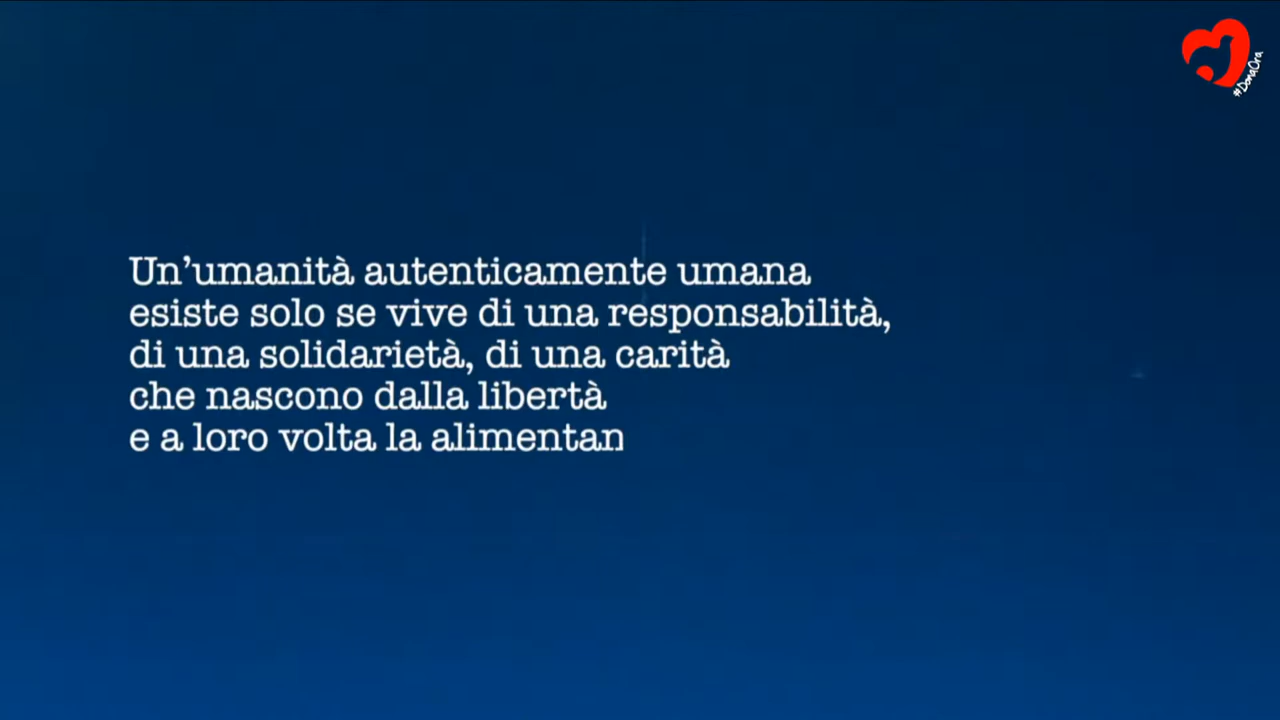 #DonaOra
Un’umanità autenticamente umana
esiste solo se vive di una responsabilità,
di una solidarietà, di una carità
che nascono dalla libertà
e a loro volta la alimentan